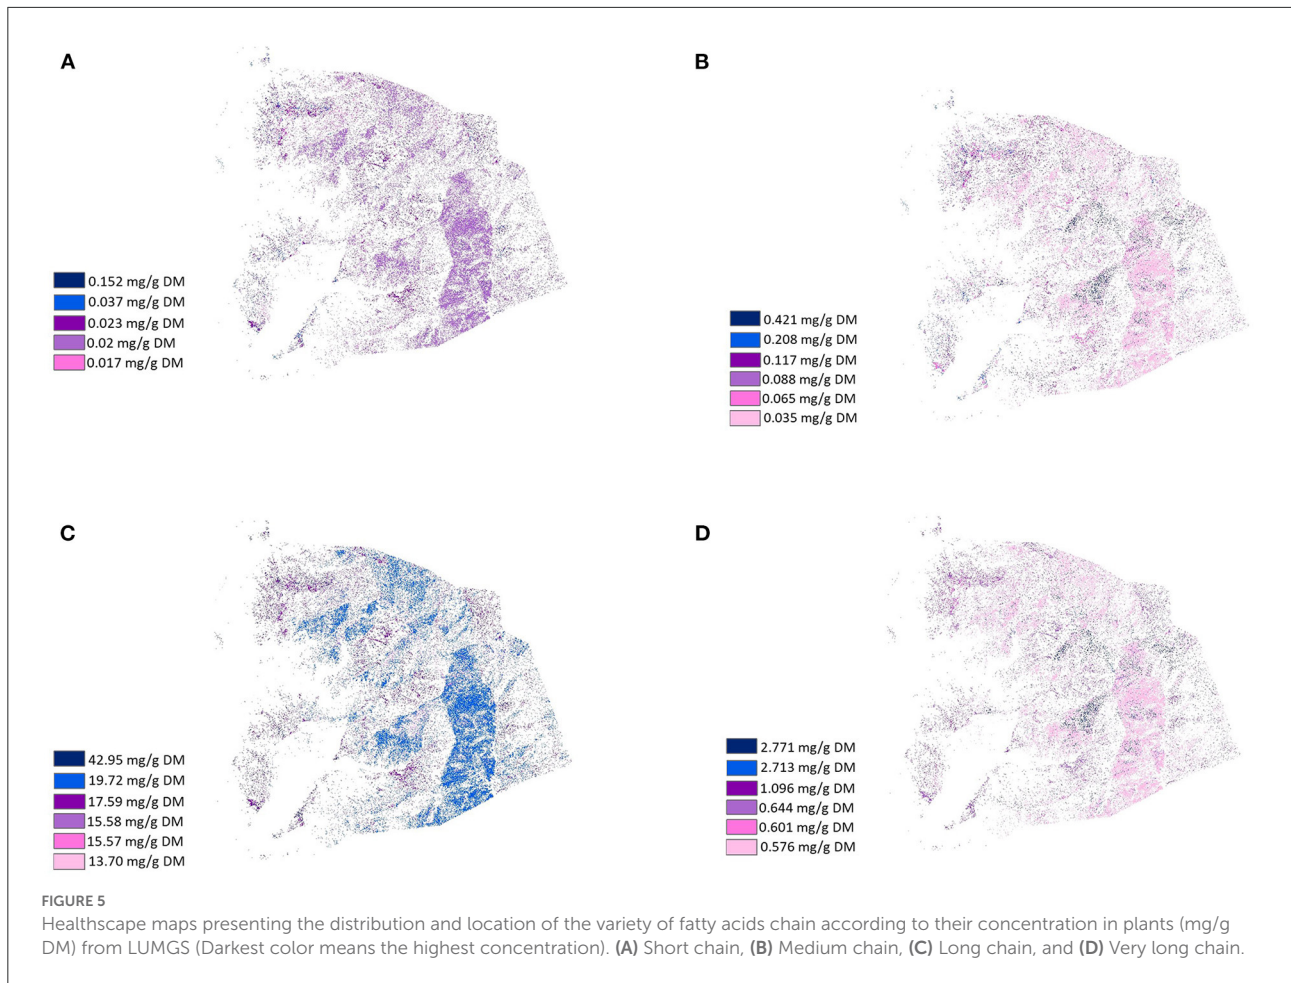 A
0.152 mg/g DM
0.037 mg/g DM
0.023 mg/g DM
0.02 mg/g DM
0.017 mg/g DM
B
0.421 mg/g DM
0.208 mg/g DM
0.117 mg/g DM
0.088 mg/g DM
0.065 mg/g DM
0.035 mg/g DM
C
42.95 mg/g DM
19.72 mg/g DM
17.59 mg/g DM
15.58 mg/g DM
15.57 mg/g DM
13.70 mg/g DM
D
2.771 mg/g DM
2.713 mg/g DM
1.096 mg/g DM
0.644 mg/g DM
0.601 mg/g DM
0.576 mg/g DM
FIGURE 5
Healthscape maps presenting the distribution and location of the variety of fatty acids chain according to their concentration in plants (mg/g
DM) from LUMGS (Darkest color means the highest concentration). (A) Short chain, (B) Medium chain, (C) Long chain, and (D) Very long chain.